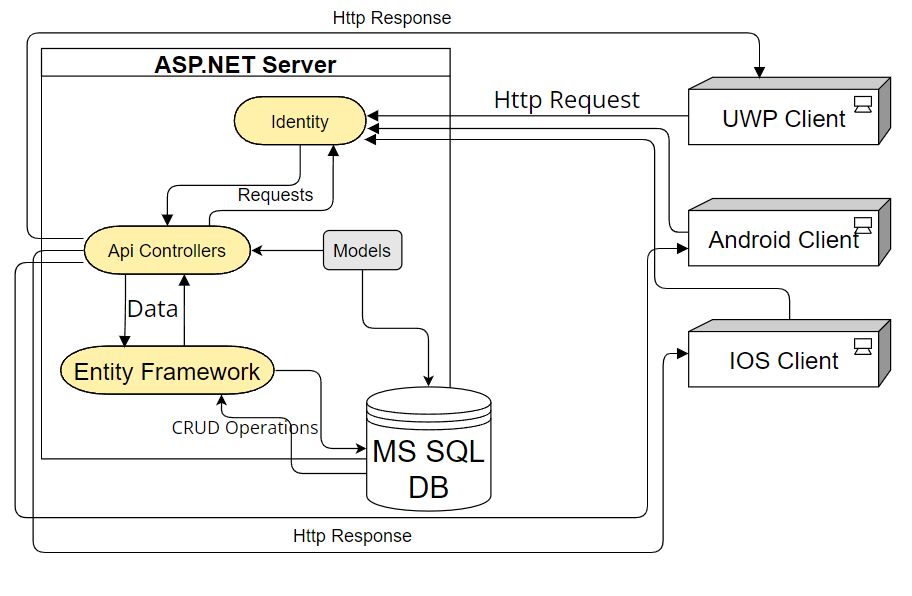 Http Response
ASP.NET Server
Http Request
Identity
UWP Client
Requests
Api Controllers
Models
Android Client
Data
Entity Framework
IOS Client
CRUD Operations
MS SQL
DB
Http Response